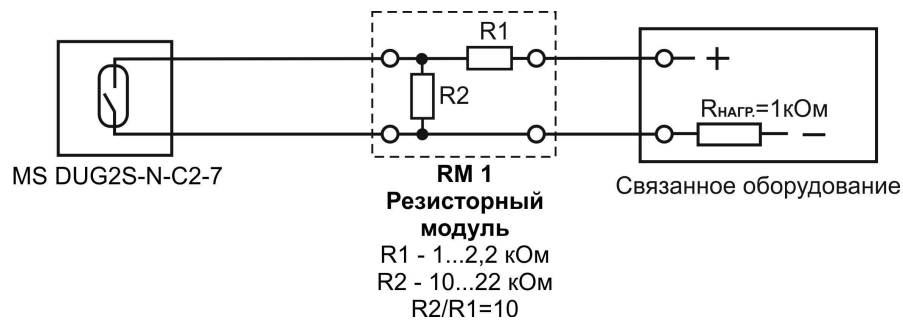 R1
+
R2
Rнагр.=1кОм
−
MS DUG2S-N-C2-7
RM 1
Резисторный
модуль
R1 - 1...2,2 кОм
R2 - 10...22 кОм
R2/R1=10
Связанное оборудование